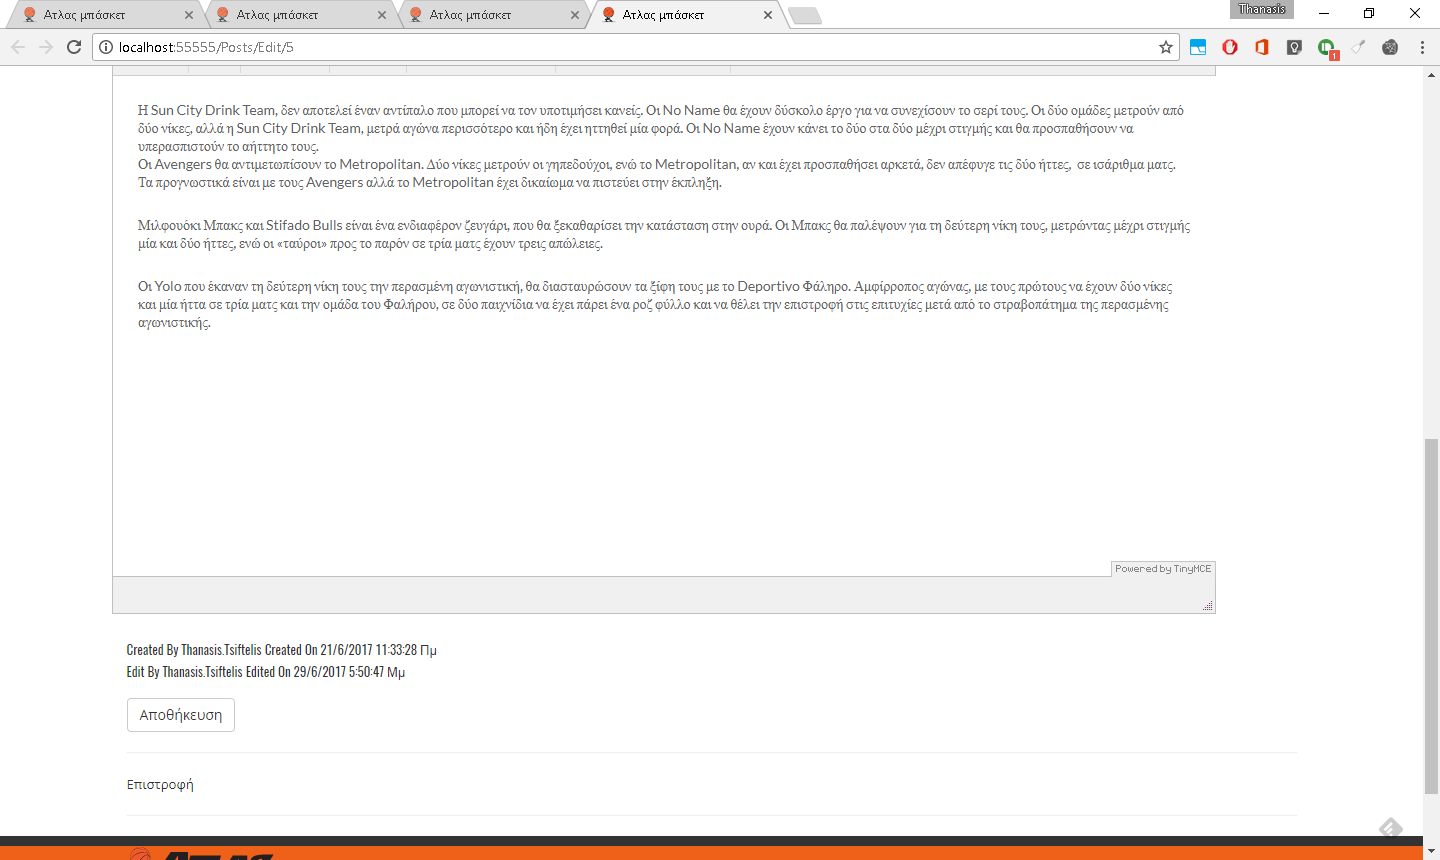 Ατλας μπάσκετ
Ατλας μπάσκετ
Ατλας μπάσκετ
Ατλας μπάσκετ
Thanasis
localhost:55555/Posts/Edit/5
1
Η Sun City Drink Team, δεν αποτελεί έναν αντίπαλο που μπορεί να τον υποτιμήσει κανείς. Οι No Name θα έχουν δύσκολο έργο για να συνεχίσουν το σερί τους. Οι δύο ομάδες μετρούν από
δύο νίκες, αλλά η Sun City Drink Team, μετρά αγώνα περισσότερο και ήδη έχει ηττηθεί μία φορά. Οι No Name έχουν κάνει το δύο στα δύο μέχρι στιγμής και θα προσπαθήσουν να
υπερασπιστούν το αήττητο τους.
Οι Avengers θα αντιμετωπίσουν το Metropolitan. Δύο νίκες μετρούν οι γηπεδούχοι, ενώ το Metropolitan, αν και έχει προσπαθήσει αρκετά, δεν απέφυγε τις δύο ήττες, σε ισάριθμα ματς.
Τα προγνωστικά είναι με τους Avengers αλλά το Metropolitan έχει δικαίωμα να πιστεύει στην έκπληξη.
Μιλφουόκι Μπακς και Stifado Bulls είναι ένα ενδιαφέρον ζευγάρι, που θα ξεκαθαρίσει την κατάσταση στην ουρά. Οι Μπακς θα παλέψουν για τη δεύτερη νίκη τους, μετρώντας μέχρι στιγμής
μία και δύο ήττες, ενώ οι «ταύροι» προς το παρόν σε τρία ματς έχουν τρεις απώλειες.
Οι Yolo που έκαναν τη δεύτερη νίκη τους την περασμένη αγωνιστική, θα διασταυρώσουν τα ξίφη τους με το Deportivo Φάληρο. Αμφίρροπος αγώνας, με τους πρώτους να έχουν δύο νίκες
και μία ήττα σε τρία ματς και την ομάδα του Φαλήρου, σε δύο παιχνίδια να έχει πάρει ένα ροζ φύλλο και να θέλει την επιστροφή στις επιτυχίες μετά από το στραβοπάτημα της περασμένης
αγωνιστικής.
Powered by TinyMCE
Created By Thanasis.Tsiftelis Created On 21/6/2017 11:33:28 Πμ
Edit By Thanasis.Tsiftelis Edited On 29/6/2017 5:50:47 Μμ
Αποθήκευση
Επιστροφή
ΑΤΛΑΣ